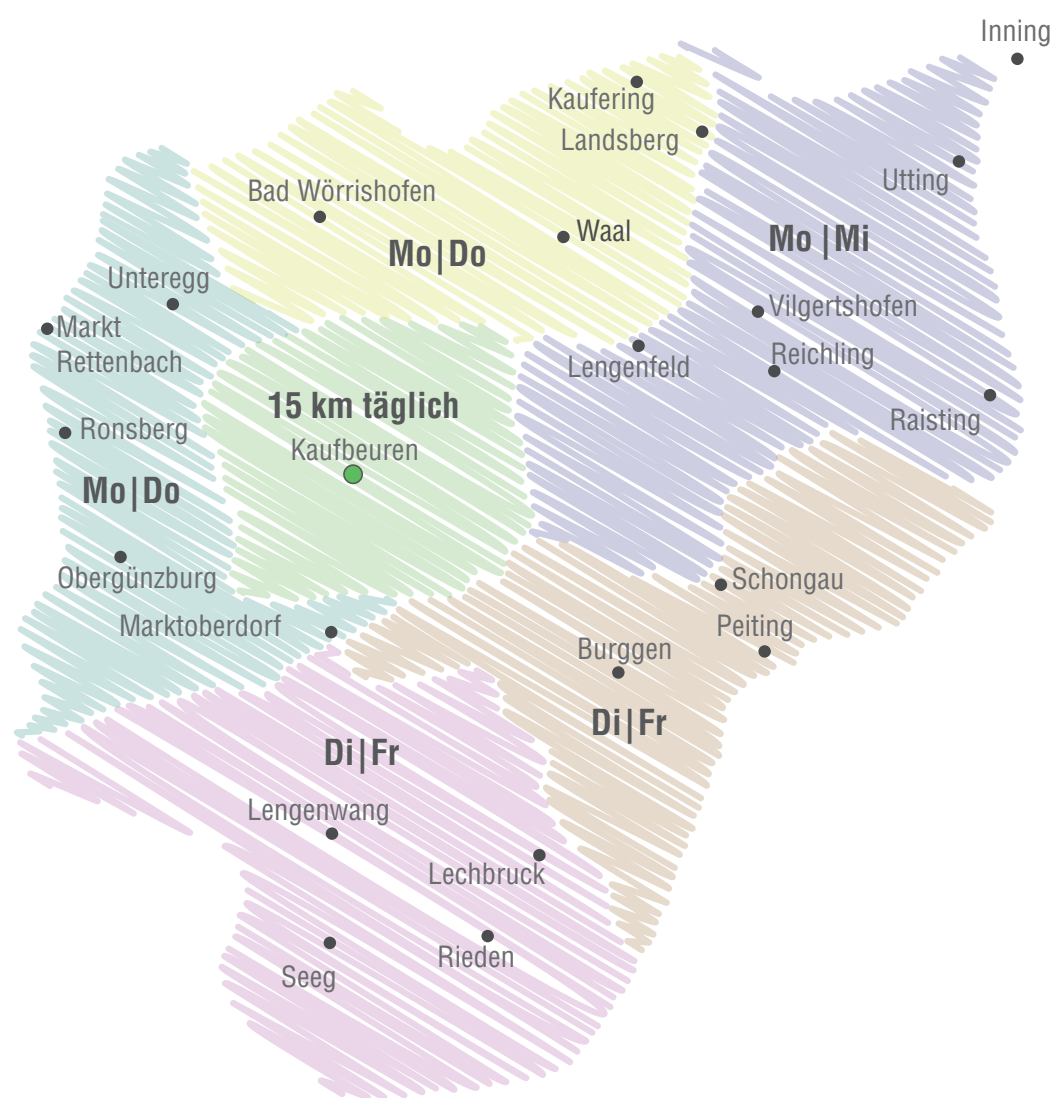 Inning
Kaufering
Landsberg
Utting
Bad Wörrishofen
Waal
Mo|Do
Mo |Mi
Unteregg
Vilgertshofen
Markt
Rettenbach
Lengenfeld
Reichling
15 km täglich
Raisting
Ronsberg
Kaufbeuren
Mo|Do
Obergünzburg
Schongau
Marktoberdorf
Peiting
Burggen
Di|Fr
Di|Fr
Lengenwang
Lechbruck
Rieden
Seeg